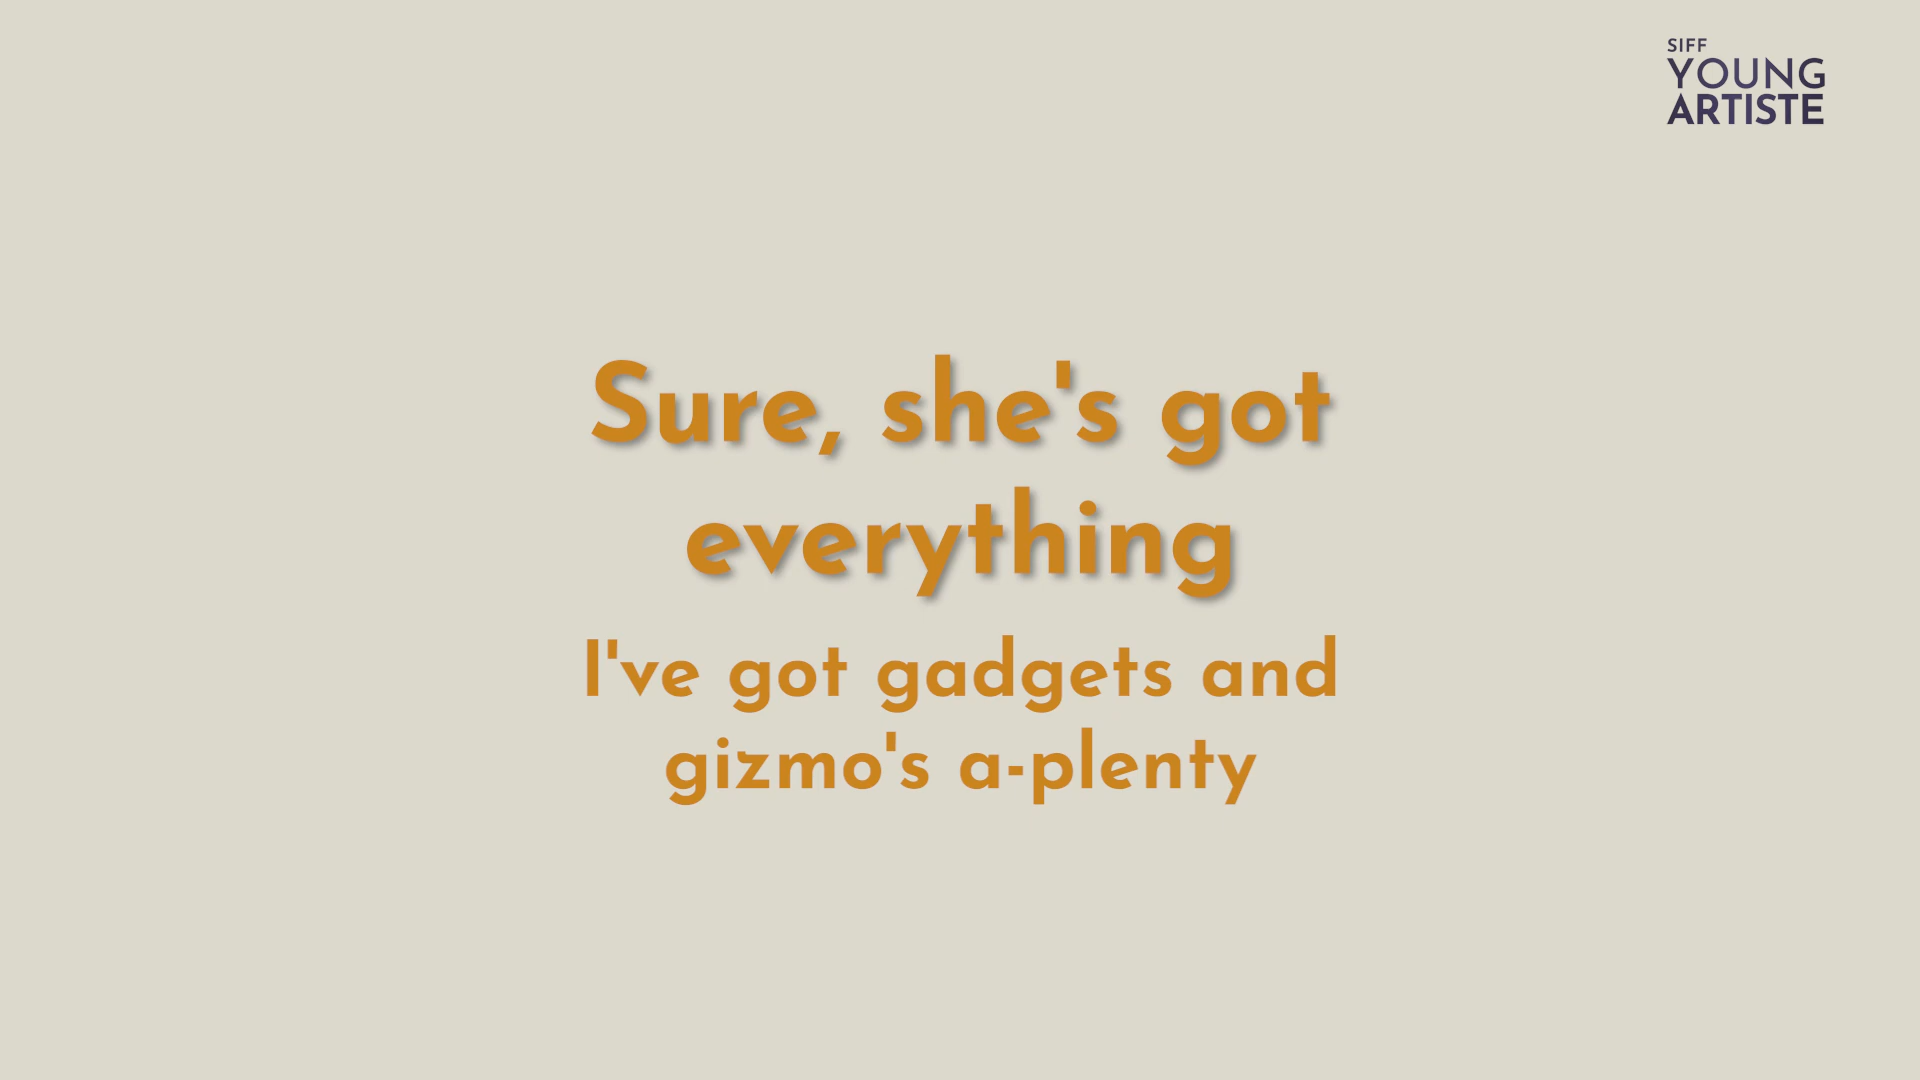 SIFF
YOUNG
ARTISTE
Sure, she's got
everything
I've got gadgets and
gizmo's a-plenty